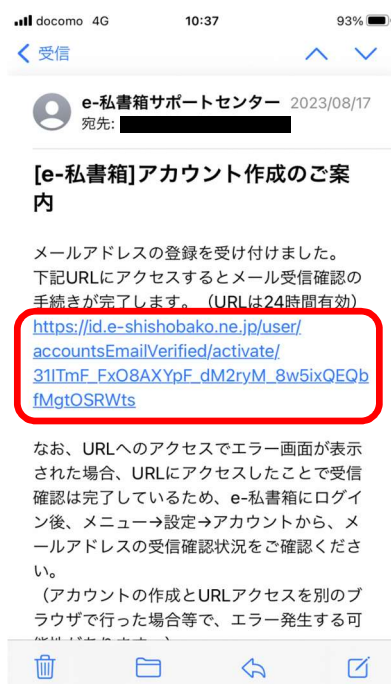 docomo 4G 10:37 93%
受信
e-私書箱サポートセンター 2023/08/17
宛先:
[e-私書箱]アカウント作成のご案
内
メールアドレスの登録を受け付けました。
下記URLにアクセスするとメール受信確認の
手続きが完了します。（URLは24時間有効）
https://id.e-shishobako.ne.jp/user/
accountsEmailVerified/activate/
31ITmF_FxO8AXYpF_dM2ryM_8w5ixQEQb
fMgtOSRWts
なお、URLへのアクセスでエラー画面が表示
された場合、URLにアクセスしたことで受信
確認は完了しているため、e-私書箱にログイ
ン後、メニュー→設定→アカウントから、メ
ールアドレスの受信確認状況をご確認くださ
い。
（アカウントの作成とURLアクセスを別のブ
ラウザで行った場合等で、エラー発生する可